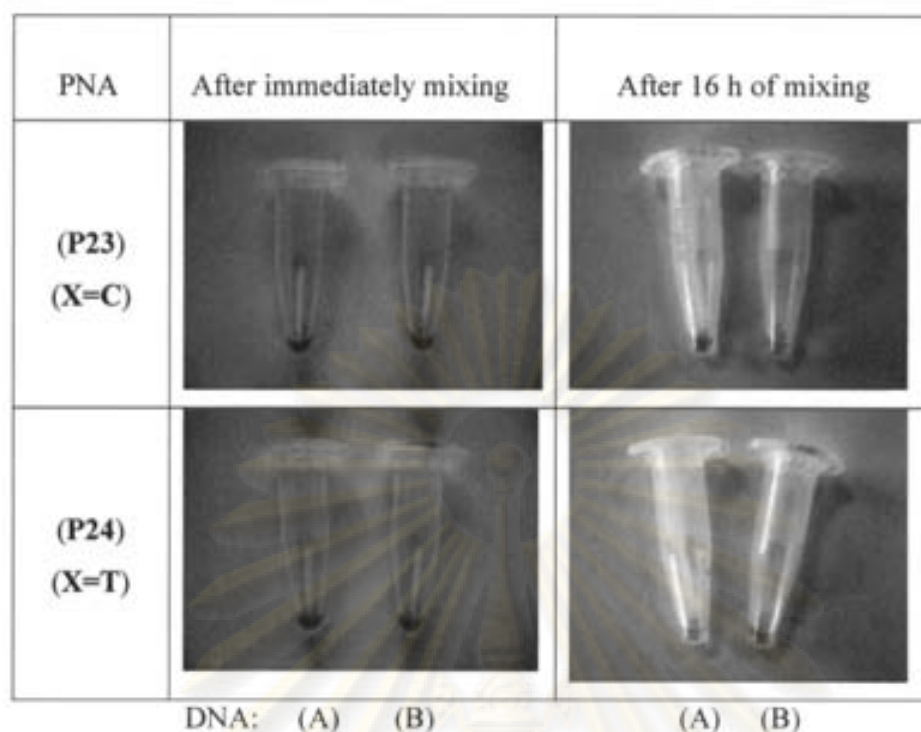 PNA After immediately mixing After 16 h of mixing
(P23)
(X=C)
(P24)
(X=T)
DNA: (A) (B) (A) (B)